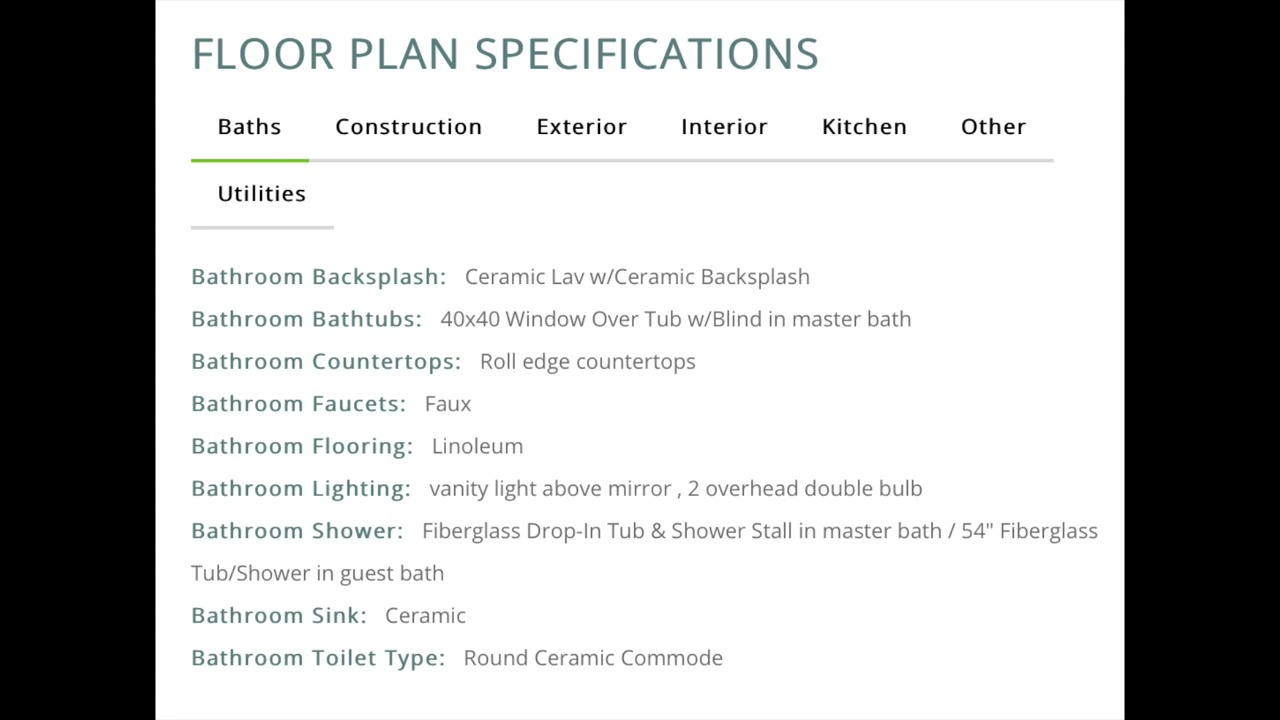 FLOOR PLAN SPECIFICATIONS
Baths Construction Exterior Interior Kitchen Other
Utilities
Bathroom Backsplash: Ceramic Lav w/Ceramic Backsplash
Bathroom Bathtubs: 40x40 Window Over Tub w/Blind in master bath
Bathroom Countertops: Roll edge countertops
Bathroom Faucets: Faux
Bathroom Flooring: Linoleum
Bathroom Lighting: vanity light above mirror , 2 overhead double bulb
Bathroom Shower: Fiberglass Drop-In Tub & Shower Stall in master bath / 54" Fiberglass
Tub/Shower in guest bath
Bathroom Sink: Ceramic
Bathroom Toilet Type: Round Ceramic Commode